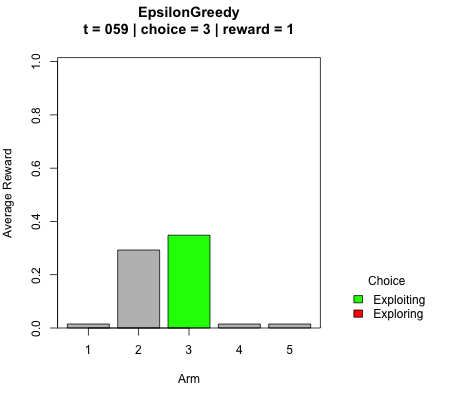 EpsilonGreedy
t = 059 | choice = 3 | reward = 1
Average Reward
1.0
0.8
0.6
0.4
0.2
0.0
1 2 3 4 5
Arm
Choice
Exploiting
Exploring